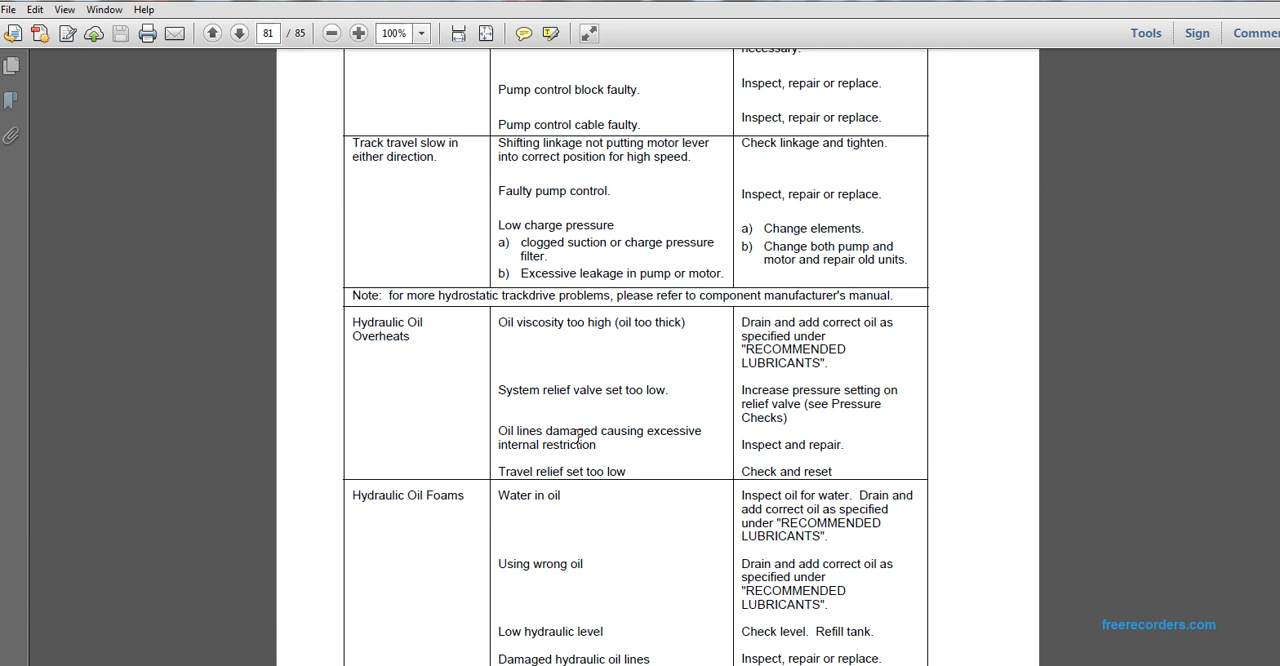 File Edit View Window Help
81 / 85 100% Tools Sign Comme
necessary.
Pump control block faulty. Inspect, repair or replace.
Pump control cable faulty. Inspect, repair or replace.
Track travel slow in either direction.
Shifting linkage not putting motor lever
into correct position for high speed.
Check linkage and tighten.
Faulty pump control. Inspect, repair or replace.
Low charge pressure
a) clogged suction or charge pressure
filter.
b) Excessive leakage in pump or motor.
a) Change elements.
b) Change both pump and
motor and repair old units.
Note: for more hydrostatic trackdrive problems, please refer to component manufacturer's manual.
Hydraulic Oil
Overheats
Oil viscosity too high (oil too thick)
Drain and add correct oil as
specified under
"RECOMMENDED
LUBRICANTS".
System relief valve set too low.
Increase pressure setting on
relief valve (see Pressure
Checks)
Oil lines damaged causing excessive
internal restriction
Inspect and repair.
Travel relief set too low Check and reset
Hydraulic Oil Foams
Water in oil
Inspect oil for water. Drain and
add correct oil as specified
under "RECOMMENDED
LUBRICANTS".
Using wrong oil
Drain and add correct oil as
specified under
"RECOMMENDED
LUBRICANTS".
Low hydraulic level Check level. Refill tank.
Damaged hydraulic oil lines Inspect, repair or replace.
freerecorders.com